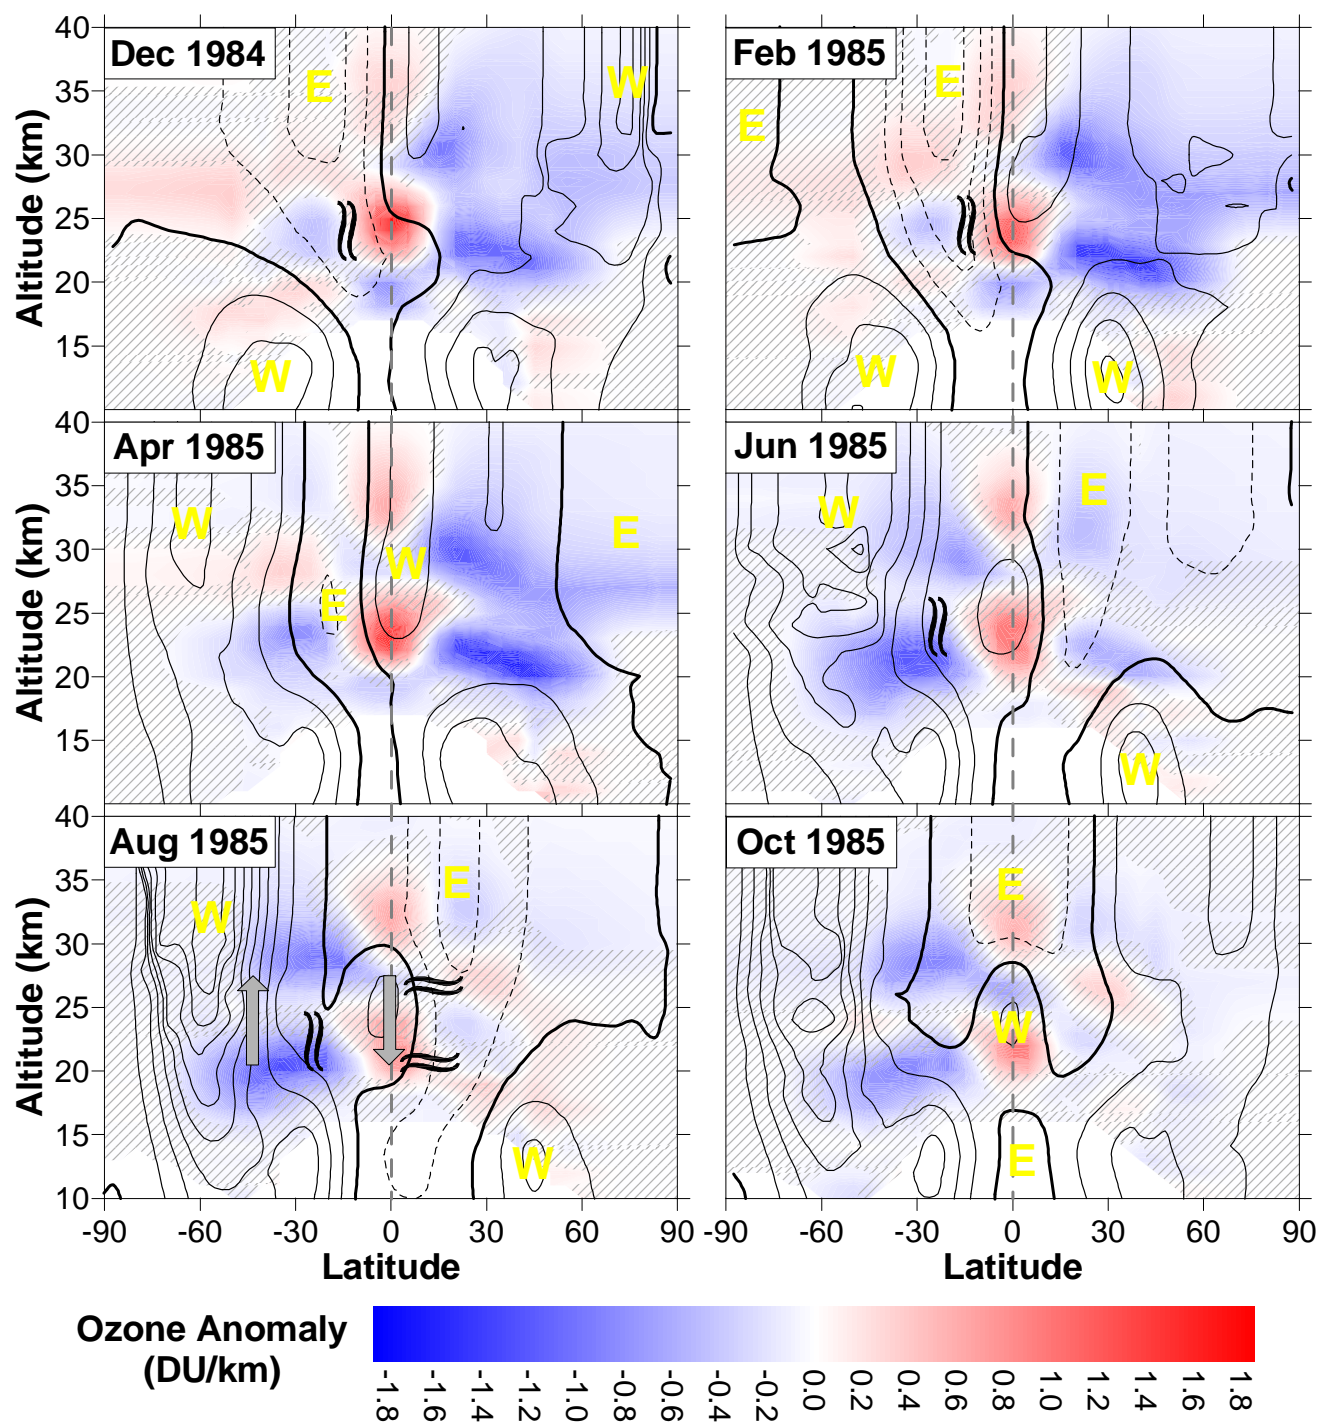 40
35
30
25
20
15
Altitude (km)
Dec 1984
E
W
W
Feb 1985
E
E
W
W
40
35
30
25
20
15
Altitude (km)
Apr 1985
W
W
E
E
Jun 1985
W
E
W
40
35
30
25
20
15
10
Altitude (km)
Aug 1985
W
E
W
Oct 1985
E
W
E
-90 -60 -30 0 30 60 90
-90 -60 -30 0 30 60 90
Latitude
Latitude
Ozone Anomaly
(DU/km)
-1.8 -1.6 -1.4 -1.2 -1.0 -0.8 -0.6 -0.4 -0.2 0.0 0.2 0.4 0.6 0.8 1.0 1.2 1.4 1.6 1.8